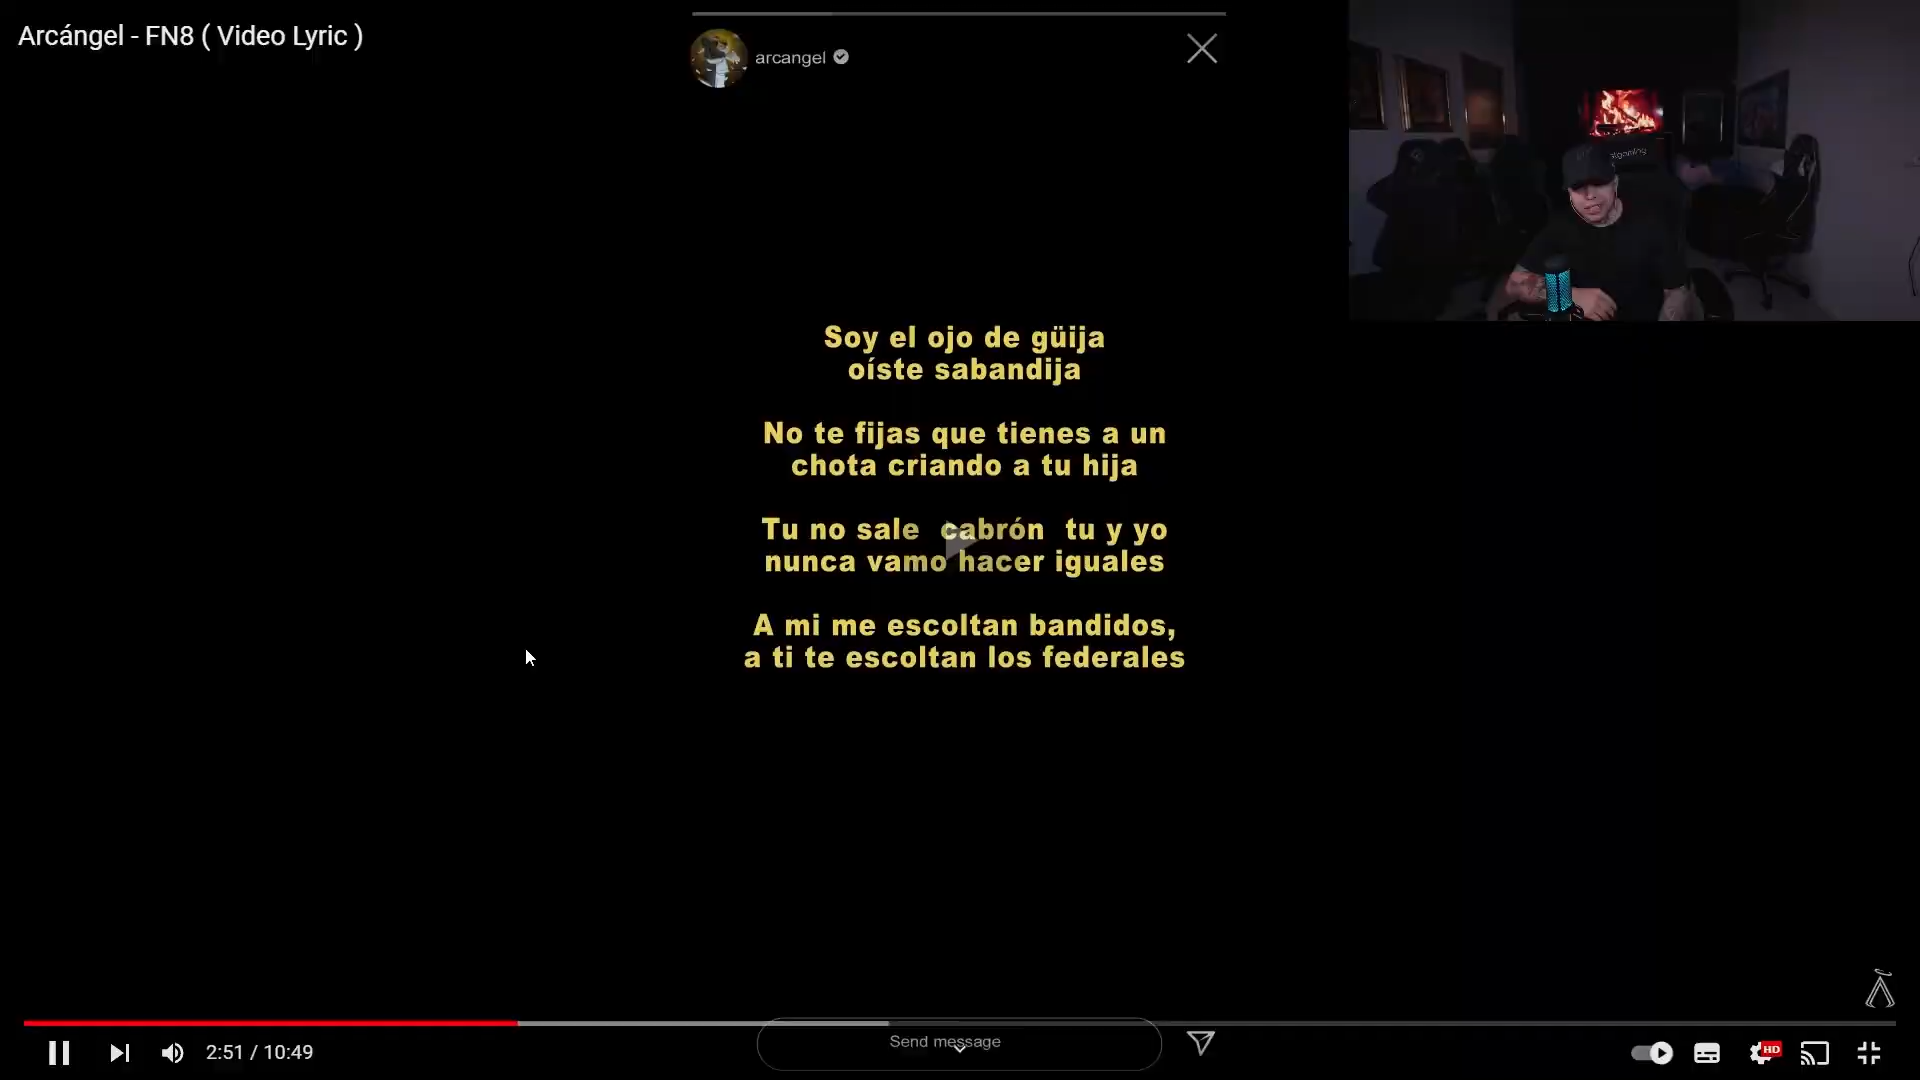 Arcángel - FN8 ( Video Lyric )
arcangel
Soy el ojo de güija
oíste sabandija
No te fijas que tienes a un
chota criando a tu hija
Tu no sale cabrón tu y yo
nunca vamo hacer iguales
A mi me escoltan bandidos,
a ti te escoltan los federales
Send message
2:51 / 10:49
HD